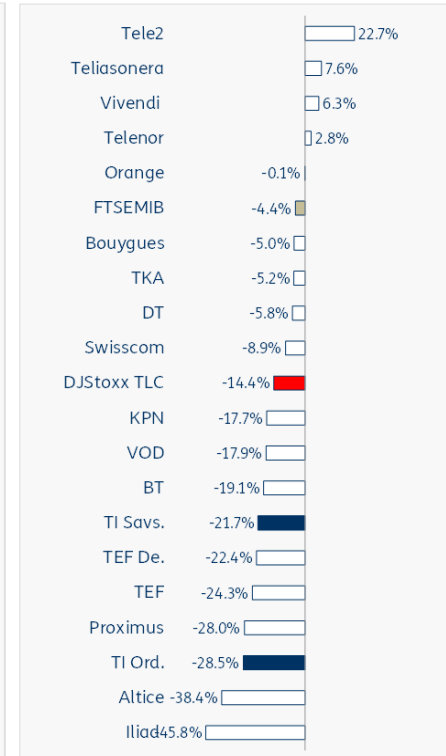 Tele2 22.7%
Teliasonera 7.6%
Vivendi 6.3%
Telenor 2.8%
Orange -0.1%
FTSEMIB -4.4%
Bouygues -5.0%
TKA -5.2%
DT -5.8%
Swisscom -8.9%
DJStoxx TLC -14.4%
KPN -17.7%
VOD -17.9%
BT -19.1%
TI Savs. -21.7%
TEF De. -22.4%
TEF -24.3%
Proximus -28.0%
TI Ord. -28.5%
Altice -38.4%
Iliad -45.8%